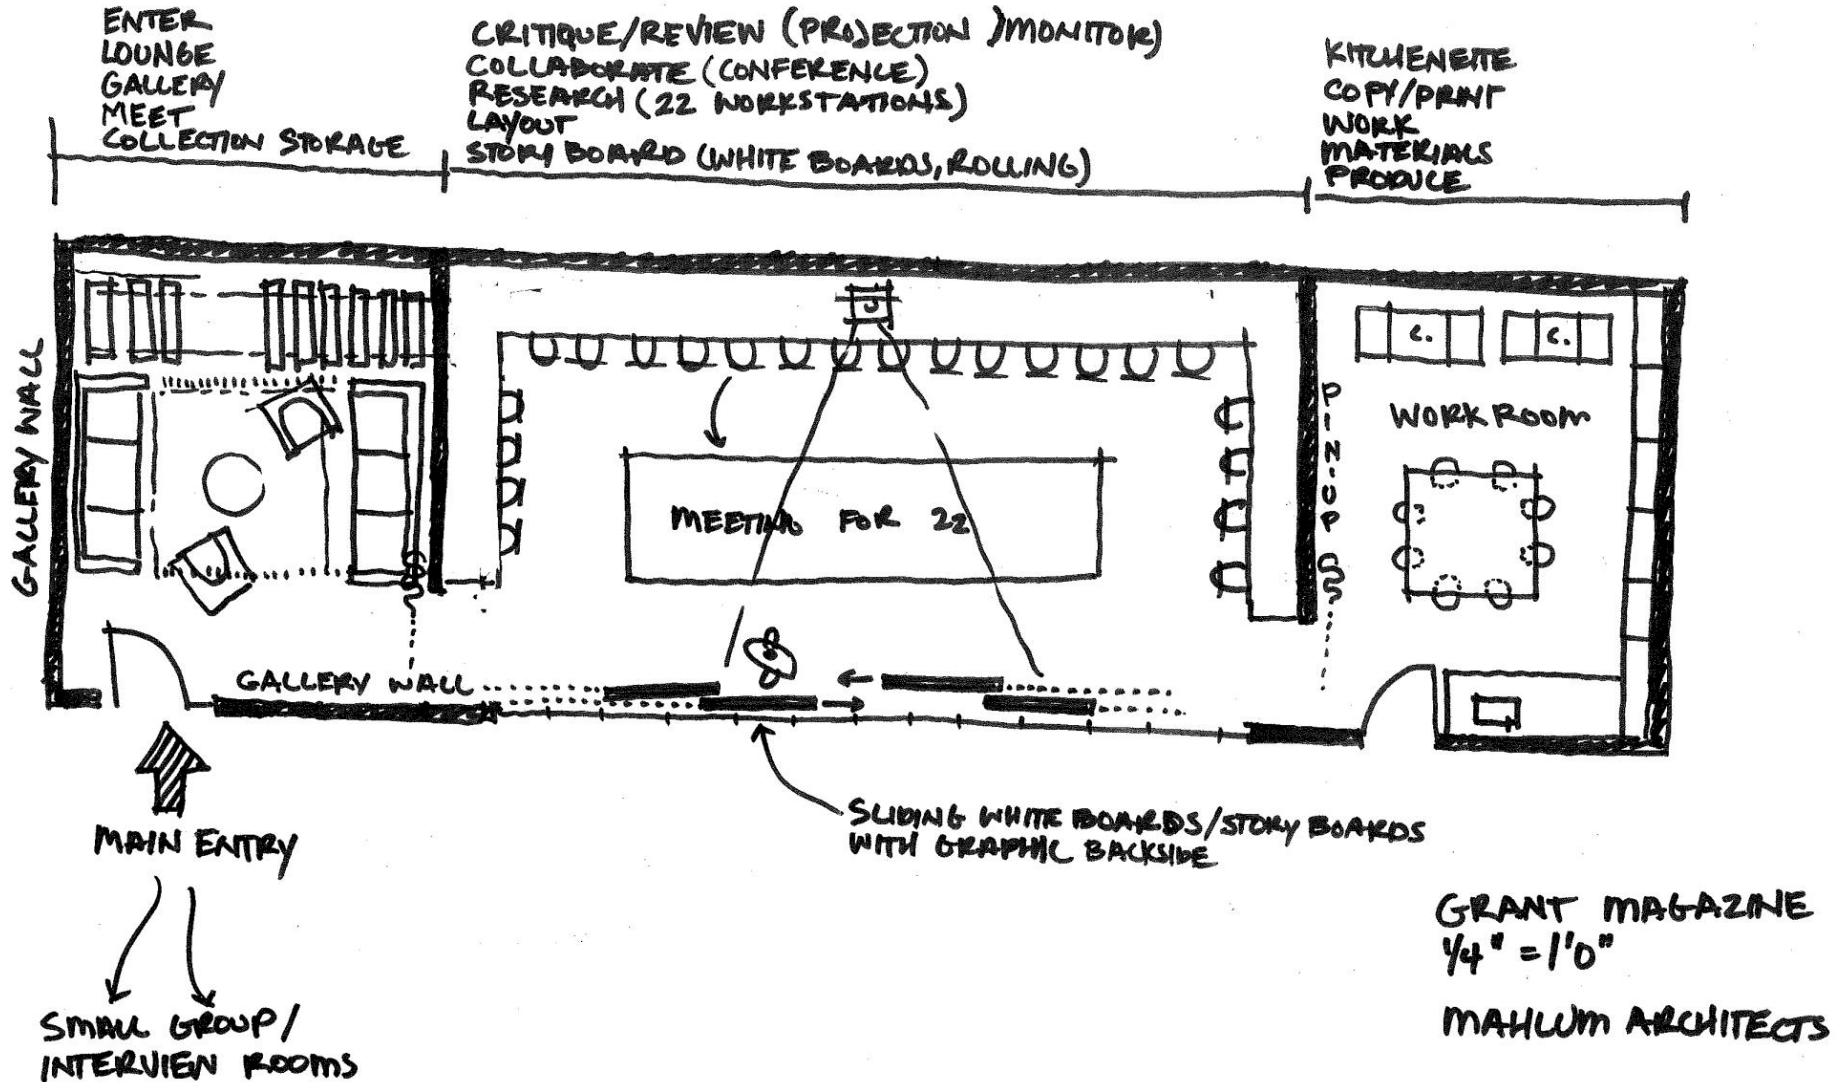 ENTER
LOUNGE
GALLERY
MEET
COLLECTION STORAGE
CRITIQUE/REVIEW (PROJECTION )MONITOR)
COLLABORATE (CONFERENCE)
RESEARCH (22 WORKSTATIONS)
LAYOUT
STORY BOARD (WHITE BOARDS, ROLLING)
KITCHENETTE
COPY/PRINT
WORK
MATERIALS
PRODUCE
GALLERY WALL
C.
C.
PIN-UP
WORK ROOM
MEETING FOR 22
GALLERY WALL
MAIN ENTRY
SLIDING WHITE BOARDS/STORY BOARDS
WITH GRAPHIC BACKSIDE
SMALL GROUP/
INTERVIEW ROOMS
GRANT MAGAZINE
1/4" = 1'0"
MAHLUM ARCHITECTS